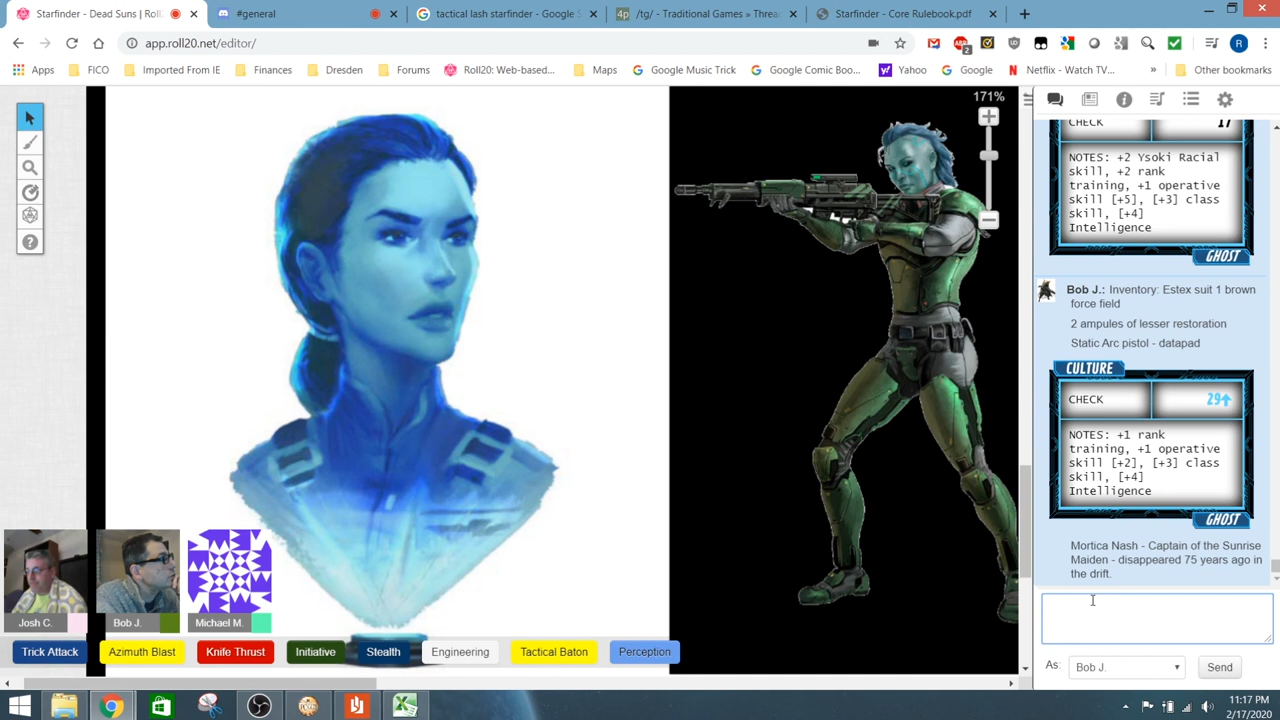 Starfinder - Dead Suns | Roll
#general
tactical lash starfinder - Google S
/tg/ - Traditional Games » Threa
Starfinder - Core Rulebook.pdf
app.roll20.net/editor/
2
R
Apps
FICO
Imported From IE
Finances
Dresden
Forums
Roll20: Web-based...
Maps
Google Music Trick
Google Comic Boo...
Yahoo
Google
Netflix - Watch TV...
»
Other bookmarks
171%
CHECK 17
NOTES: +2 Ysoki Racial
skill, +2 rank
training, +1 operative
skill [+5], [+3] class
skill, [+4]
Intelligence
GHOST
Bob J.: Inventory: Estex suit 1 brown
force field
2 ampules of lesser restoration
Static Arc pistol - datapad
CULTURE
CHECK 29
NOTES: +1 rank
training, +1 operative
skill [+2], [+3] class
skill, [+4]
Intelligence
GHOST
Mortica Nash - Captain of the Sunrise
Maiden - disappeared 75 years ago in
the drift.
Josh C.
Bob J.
Michael M.
Trick Attack
Azimuth Blast
Knife Thrust
Initiative
Stealth
Engineering
Tactical Baton
Perception
As:
Bob J.
Send
11:17 PM
2/17/2020